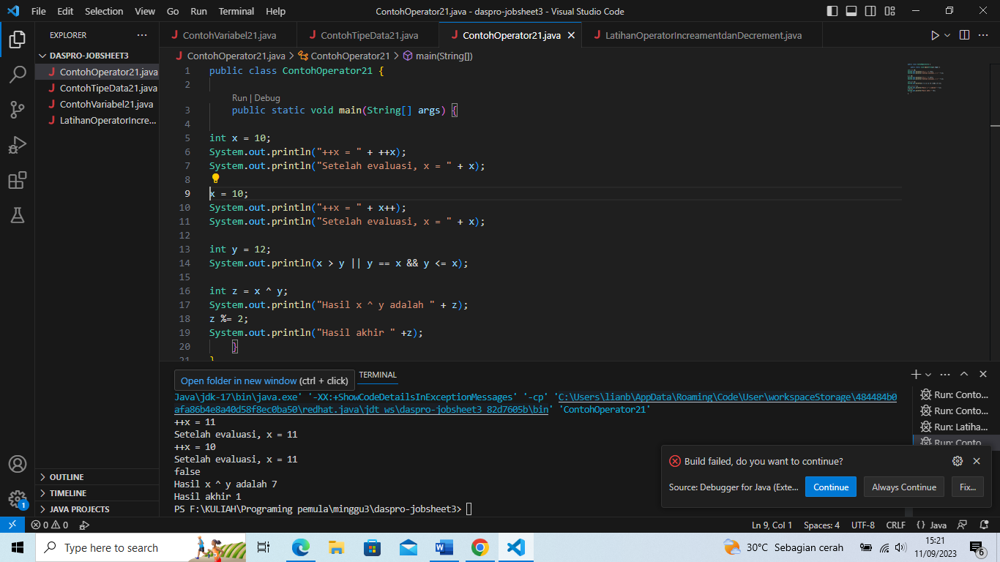 File Edit Selection View Go Run Terminal Help ContohOperator21.java - daspro-jobsheet3 - Visual Studio Code
EXPLORER
ContohVariabel21.java ContohTipeData21.java ContohOperator21.java LatihanOperatorIncreamentdanDecrement.java
DASPRO-JOBSHEET3
ContohOperator21.java
ContohTipeData21.java
ContohVariabel21.java
LatihanOperatorIncre...
OUTLINE
TIMELINE
JAVA PROJECTS
ContohOperator21.java > ContohOperator21 > main(String[])
1 public class ContohOperator21 {
2
Run | Debug
3 public static void main(String[] args) {
4
5 int x = 10;
6 System.out.println("++x = " + ++x);
7 System.out.println("Setelah evaluasi, x = " + x);
8
9 x = 10;
10 System.out.println("++x = " + x++);
11 System.out.println("Setelah evaluasi, x = " + x);
12
13 int y = 12;
14 System.out.println(x > y || y == x && y <= x);
15
16 int z = x ^ y;
17 System.out.println("Hasil x ^ y adalah " + z);
18 z %= 2;
19 System.out.println("Hasil akhir " +z);
20 }
21 }
Open folder in new window (ctrl + click) TERMINAL
Java\jdk-17\bin\java.exe' '-XX:+ShowCodeDetailsInExceptionMessages' '-cp' 'C:\Users\lianb\AppData\Roaming\Code\User\workspaceStorage\484484b0
afa86b4e8a40d58f8ec0ba50\redhat.java\jdt_ws\daspro-jobsheet3_82d7605b\bin' 'ContohOperator21'
++x = 11
Setelah evaluasi, x = 11
++x = 10
Setelah evaluasi, x = 11
false
Hasil x ^ y adalah 7
Hasil akhir 1
PS F:\KULIAH\Programing pemula\minggu3\daspro-jobsheet3>
Run: Conto...
Run: Conto...
Run: Latiha...
Run: Conto
Build failed, do you want to continue?
Source: Debugger for Java (Exte... Continue Always Continue Fix...
1
0 0 Ln 9, Col 1 Spaces: 4 UTF-8 CRLF {} Java
Type here to search 30°C Sebagian cerah 15:21
11/09/2023 6